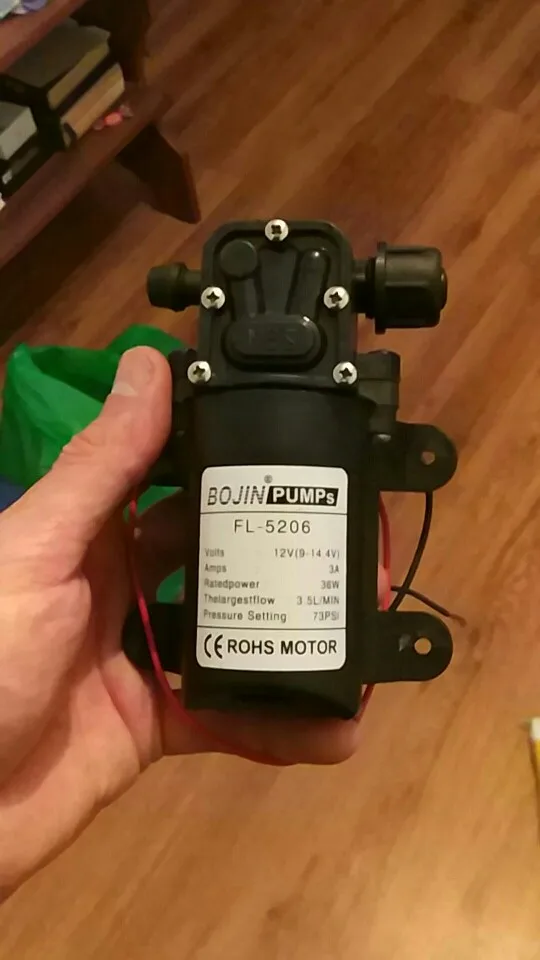 BOJIN® PUMPs
FL-5206
Volts 12V(9-14.4V)
Amps 3A
Ratedpower 36W
Thelargestflow 3.5L/MIN
Pressure Setting 73PSI
CE ROHS MOTOR